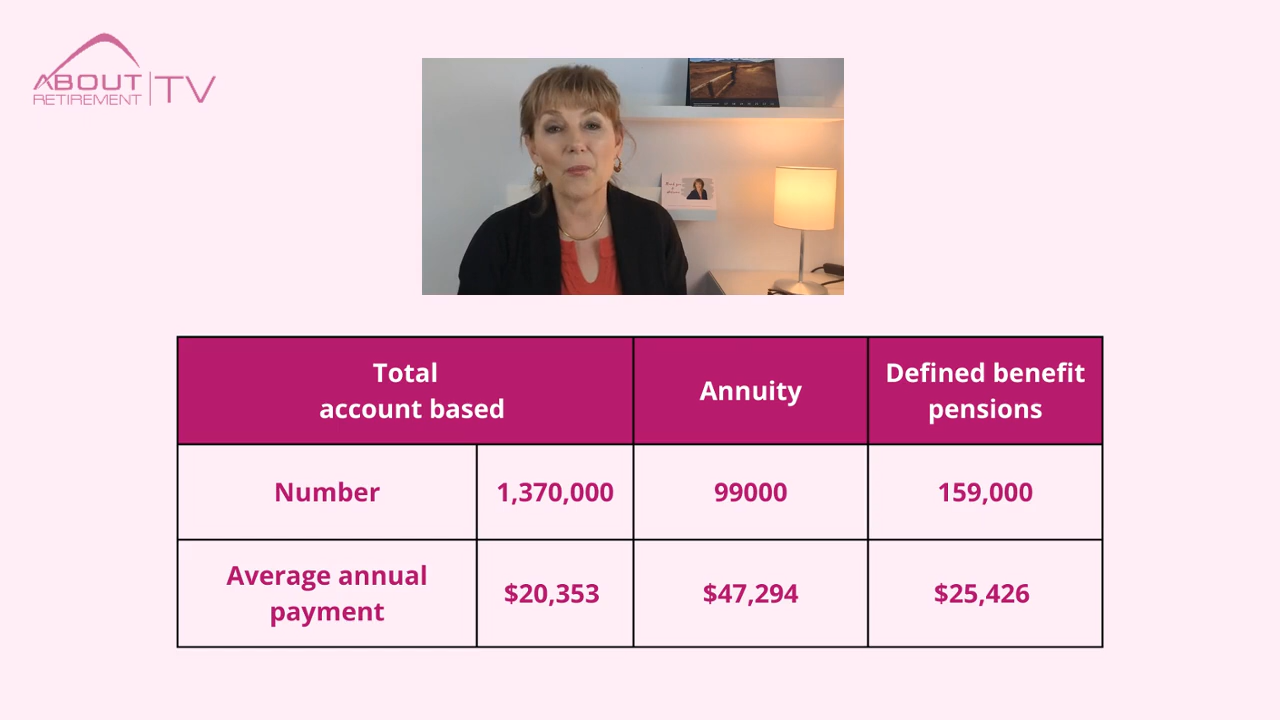 ABOUT
RETIREMENT
TV
Total
account based
Annuity
Defined benefit
pensions
Number
1,370,000
99000
159,000
Average annual
payment
$20,353
$47,294
$25,426